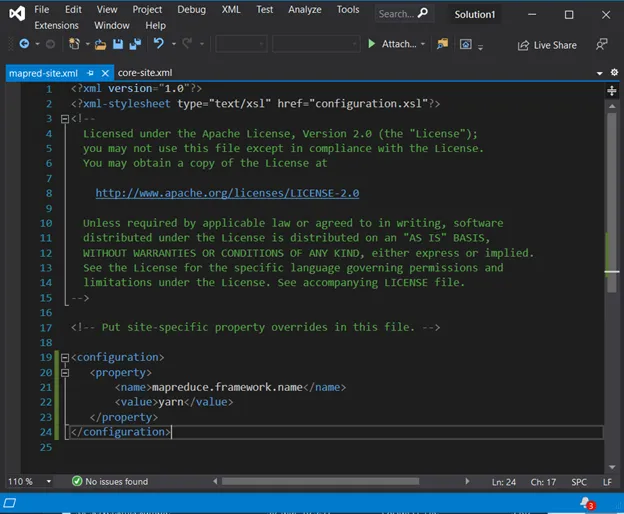 File View Debug Test Tools Search... Solution1
Edit Project XML Analyze Extensions
Window Help
Attach... Live Share
mapred-site.xml core-site.xml
1 <?xml version="1.0"?>
2 <?xml-stylesheet type="text/xsl" href="configuration.xsl"?>
3 <!--
4 Licensed under the Apache License, Version 2.0 (the "License");
5 you may not use this file except in compliance with the License.
6 You may obtain a copy of the License at
7
8 http://www.apache.org/licenses/LICENSE-2.0
9
10 Unless required by applicable law or agreed to in writing, software
11 distributed under the License is distributed on an "AS IS" BASIS,
12 WITHOUT WARRANTIES OR CONDITIONS OF ANY KIND, either express or implied.
13 See the License for the specific language governing permissions and
14 limitations under the License. See accompanying LICENSE file.
15 -->
16
17 <!-- Put site-specific property overrides in this file. -->
18
19 <configuration>
20 <property>
21 <name>mapreduce.framework.name</name>
22 <value>yarn</value>
23 </property>
24 </configuration>
25
110 % No issues found Ln: 24 Ch: 17 SPC LF
3